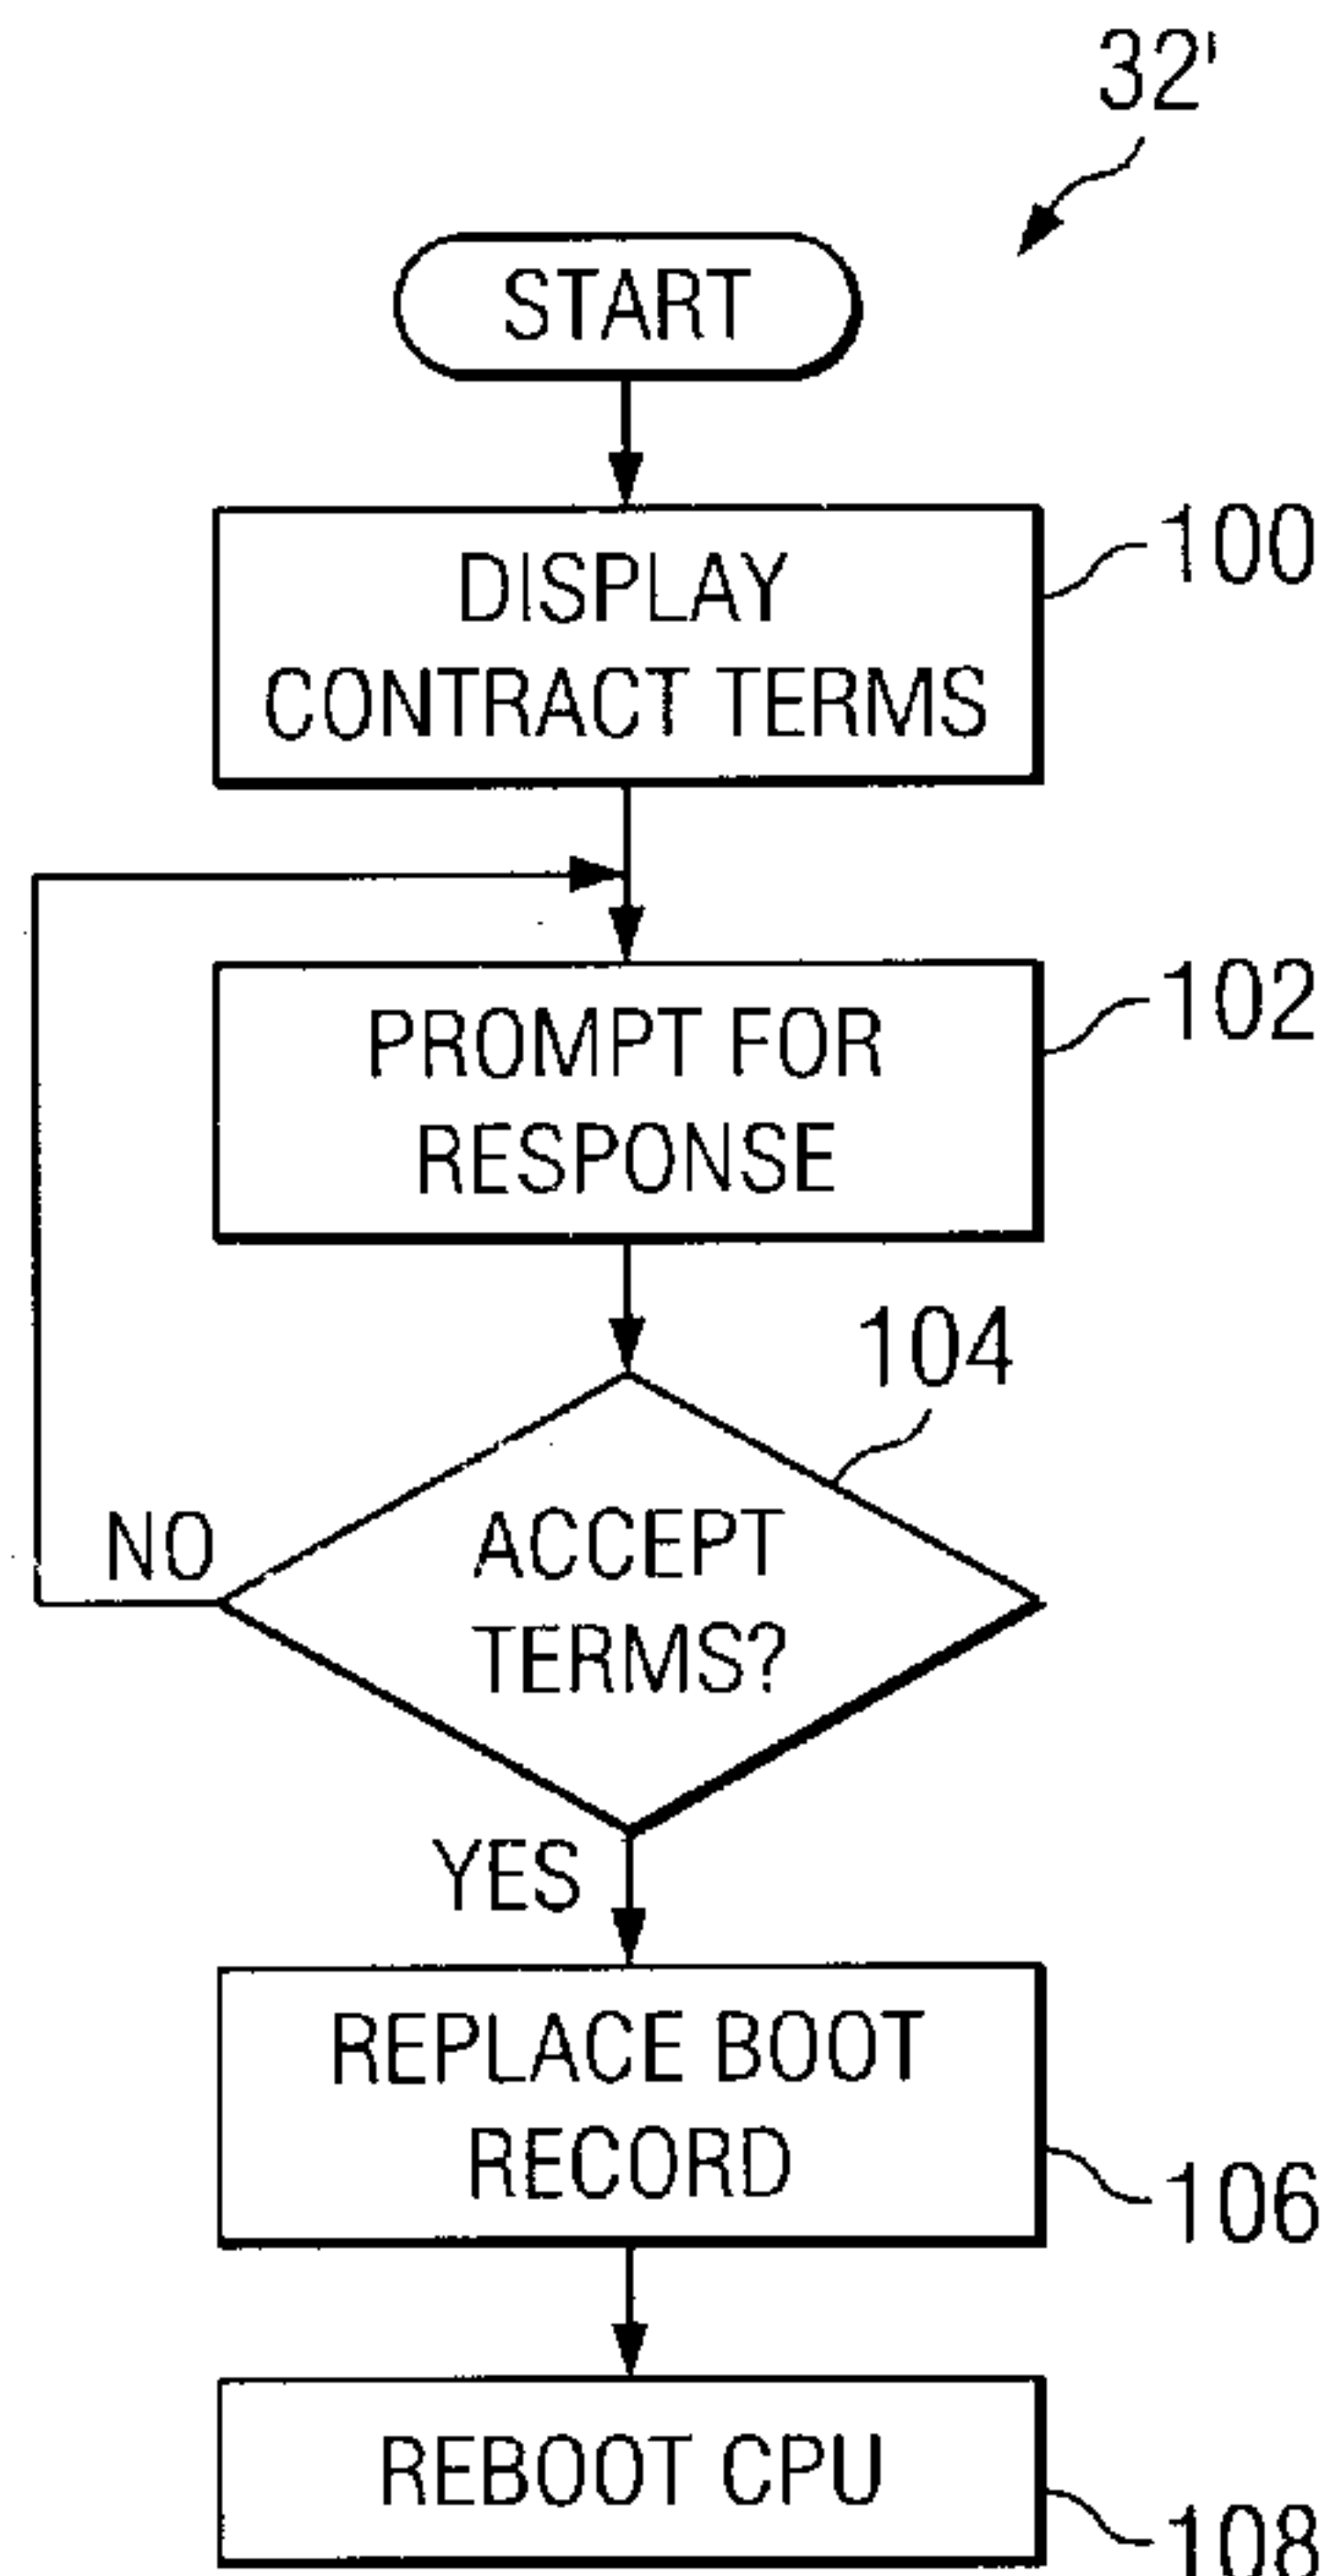 32'
START
DISPLAY
CONTRACT TERMS
100
PROMPT FOR
RESPONSE
102
104
ACCEPT
TERMS?
NO
YES
REPLACE BOOT
RECORD
106
REBOOT CPU
108